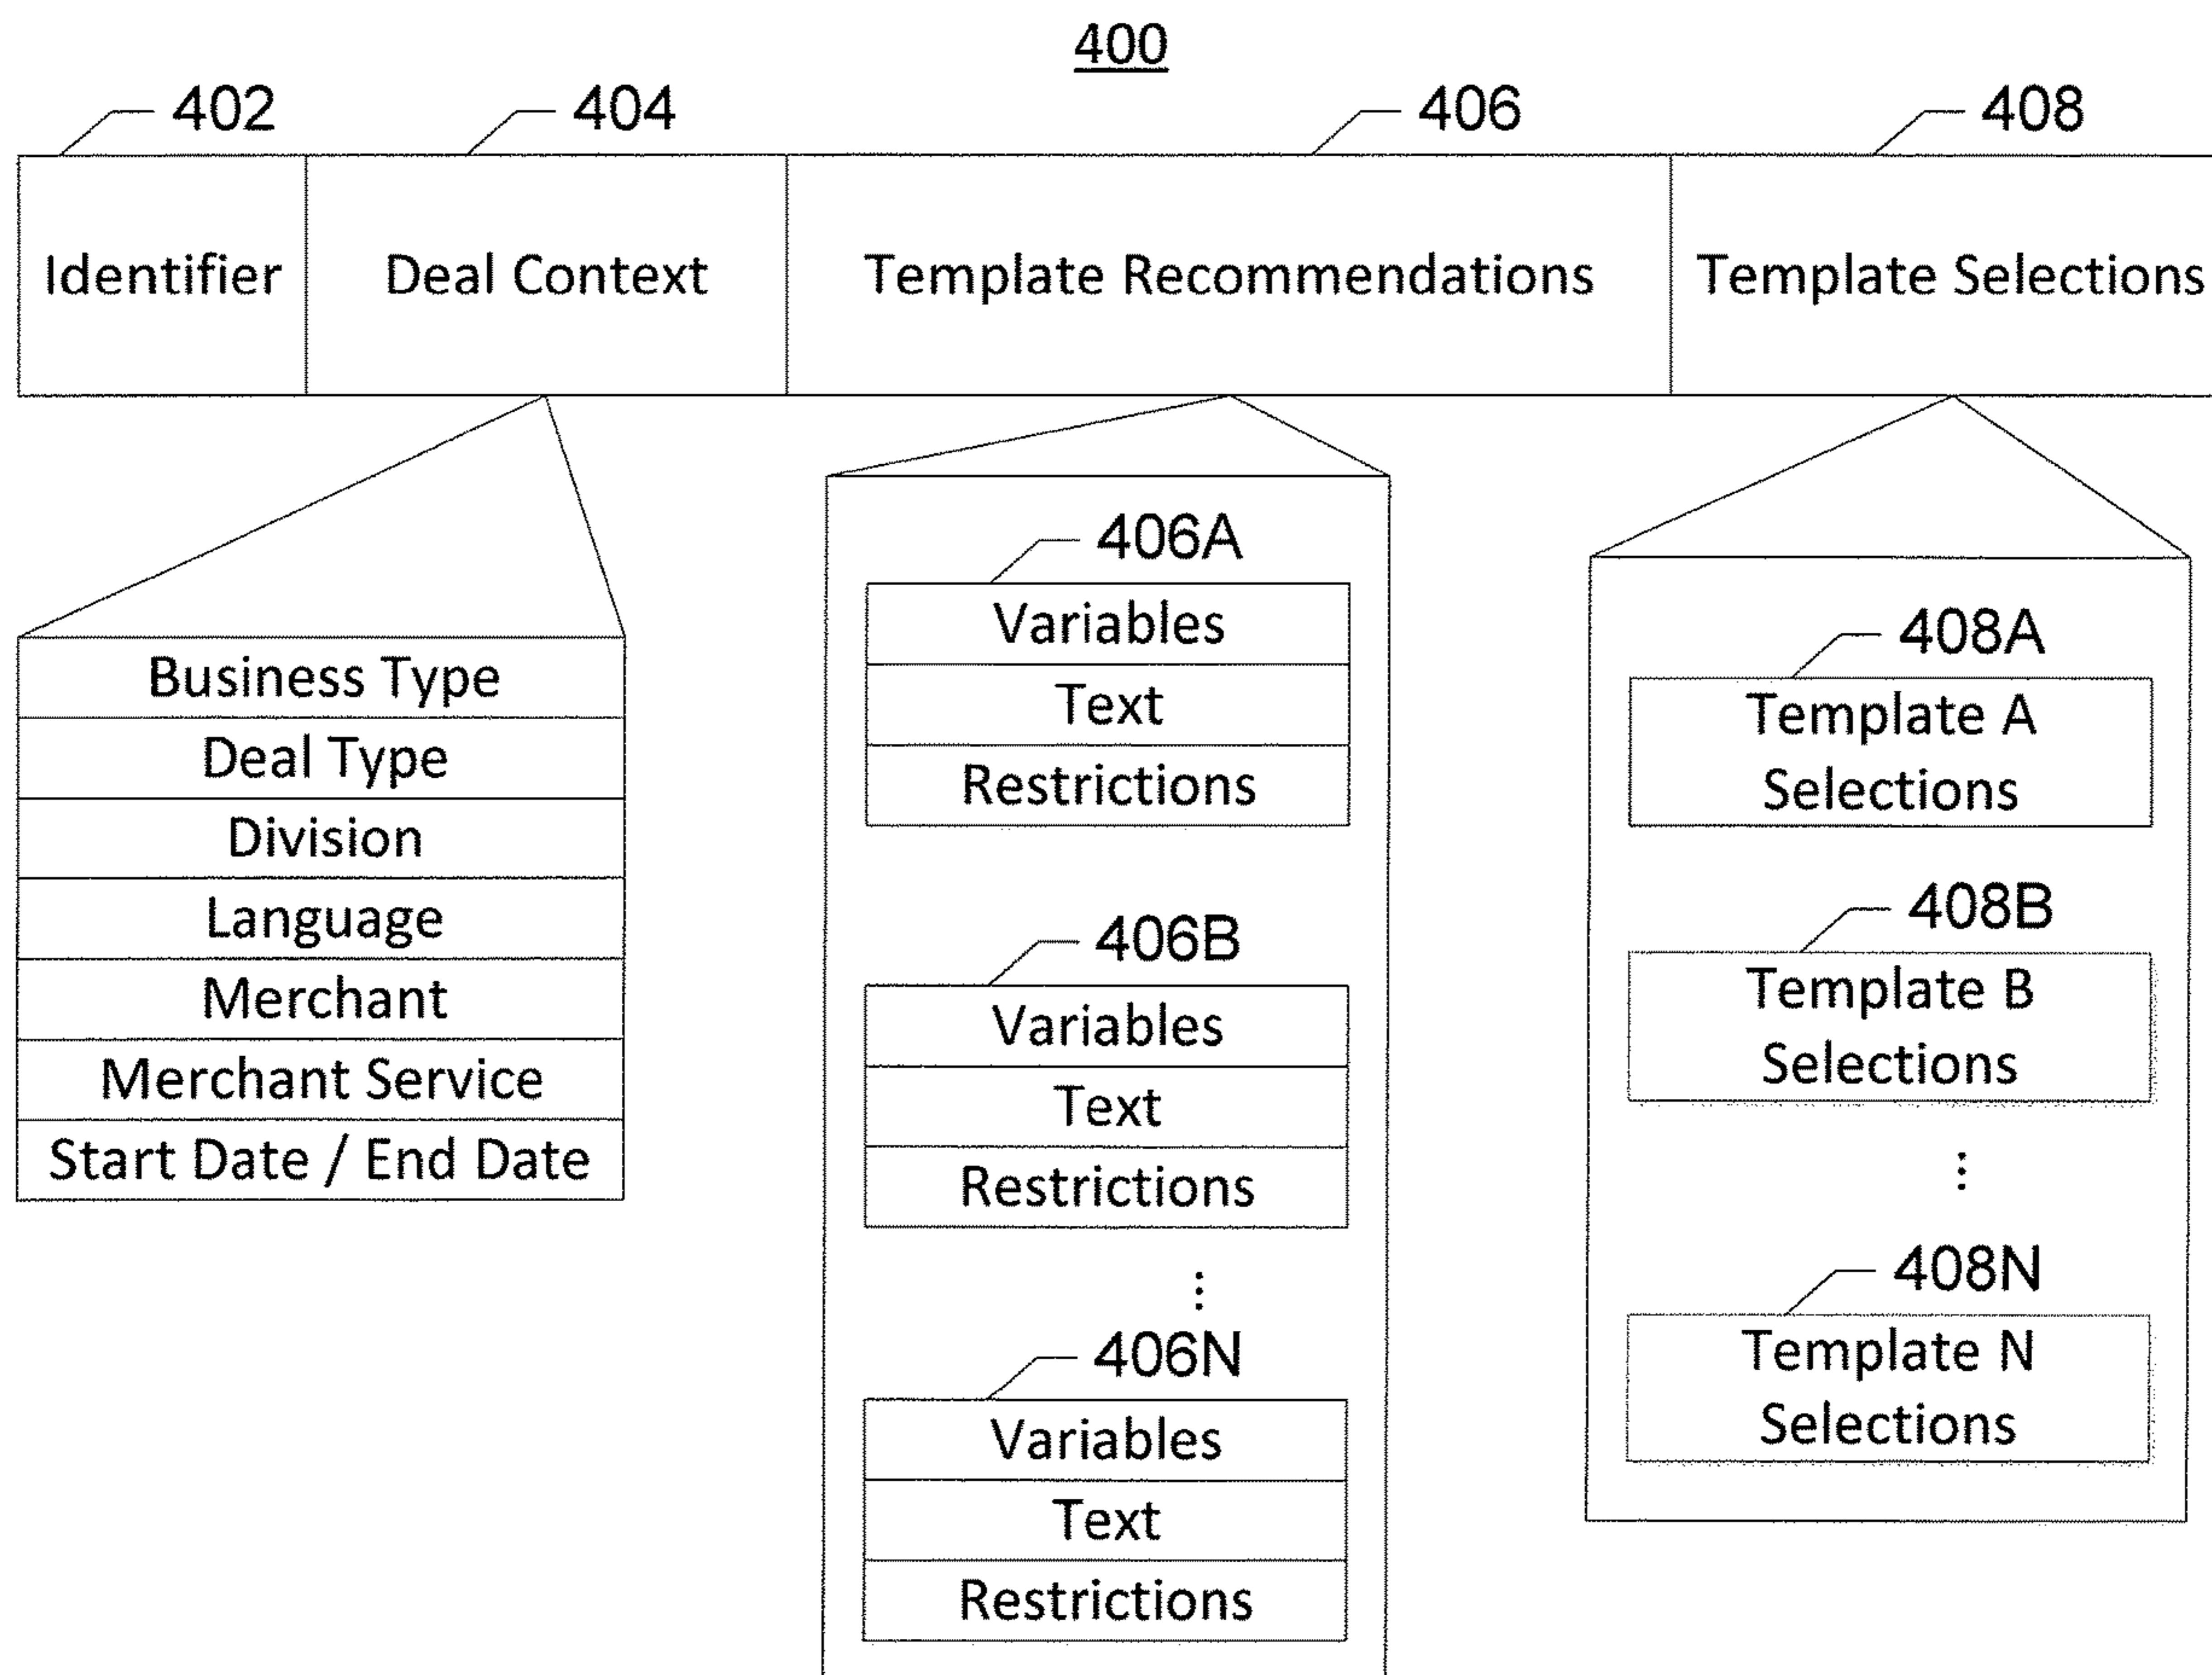 400
402
404
406
408
Identifier
Deal Context
Template Recommendations
Template Selections
Business Type
Deal Type
Division
Language
Merchant
Merchant Service
Start Date / End Date
406A
Variables
Text
Restrictions
406B
Variables
Text
Restrictions
⋮
406N
Variables
Text
Restrictions
408A
Template A
Selections
408B
Template B
Selections
⋮
408N
Template N
Selections